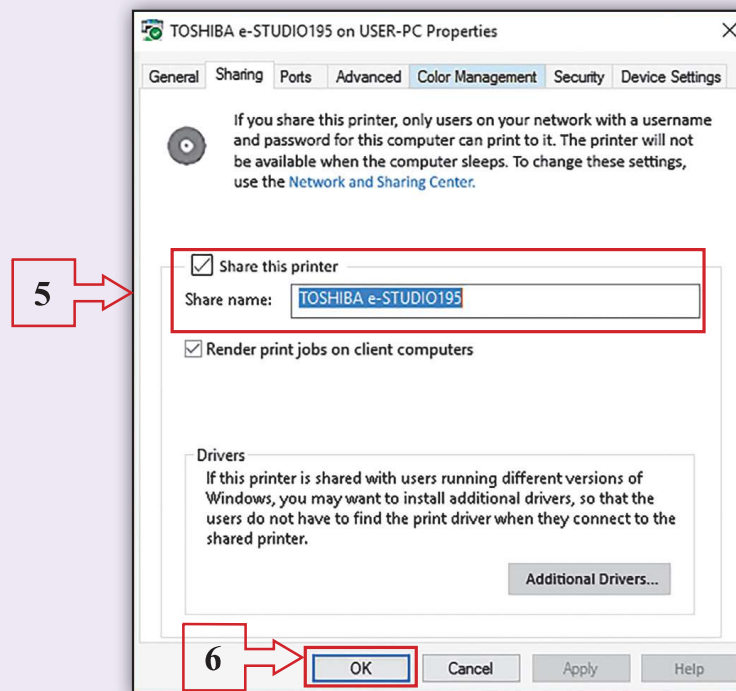 TOSHIBA e-STUDIO195 on USER-PC Properties
General Sharing Ports Advanced Color Management Security Device Settings
If you share this printer, only users on your network with a username
and password for this computer can print to it. The printer will not
be available when the computer sleeps. To change these settings,
use the Network and Sharing Center.
Share this printer
5
Share name: TOSHIBA e-STUDIO195
Render print jobs on client computers
Drivers
If this printer is shared with users running different versions of
Windows, you may want to install additional drivers, so that the
users do not have to find the print driver when they connect to the
shared printer.
Additional Drivers...
6
OK Cancel Apply Help